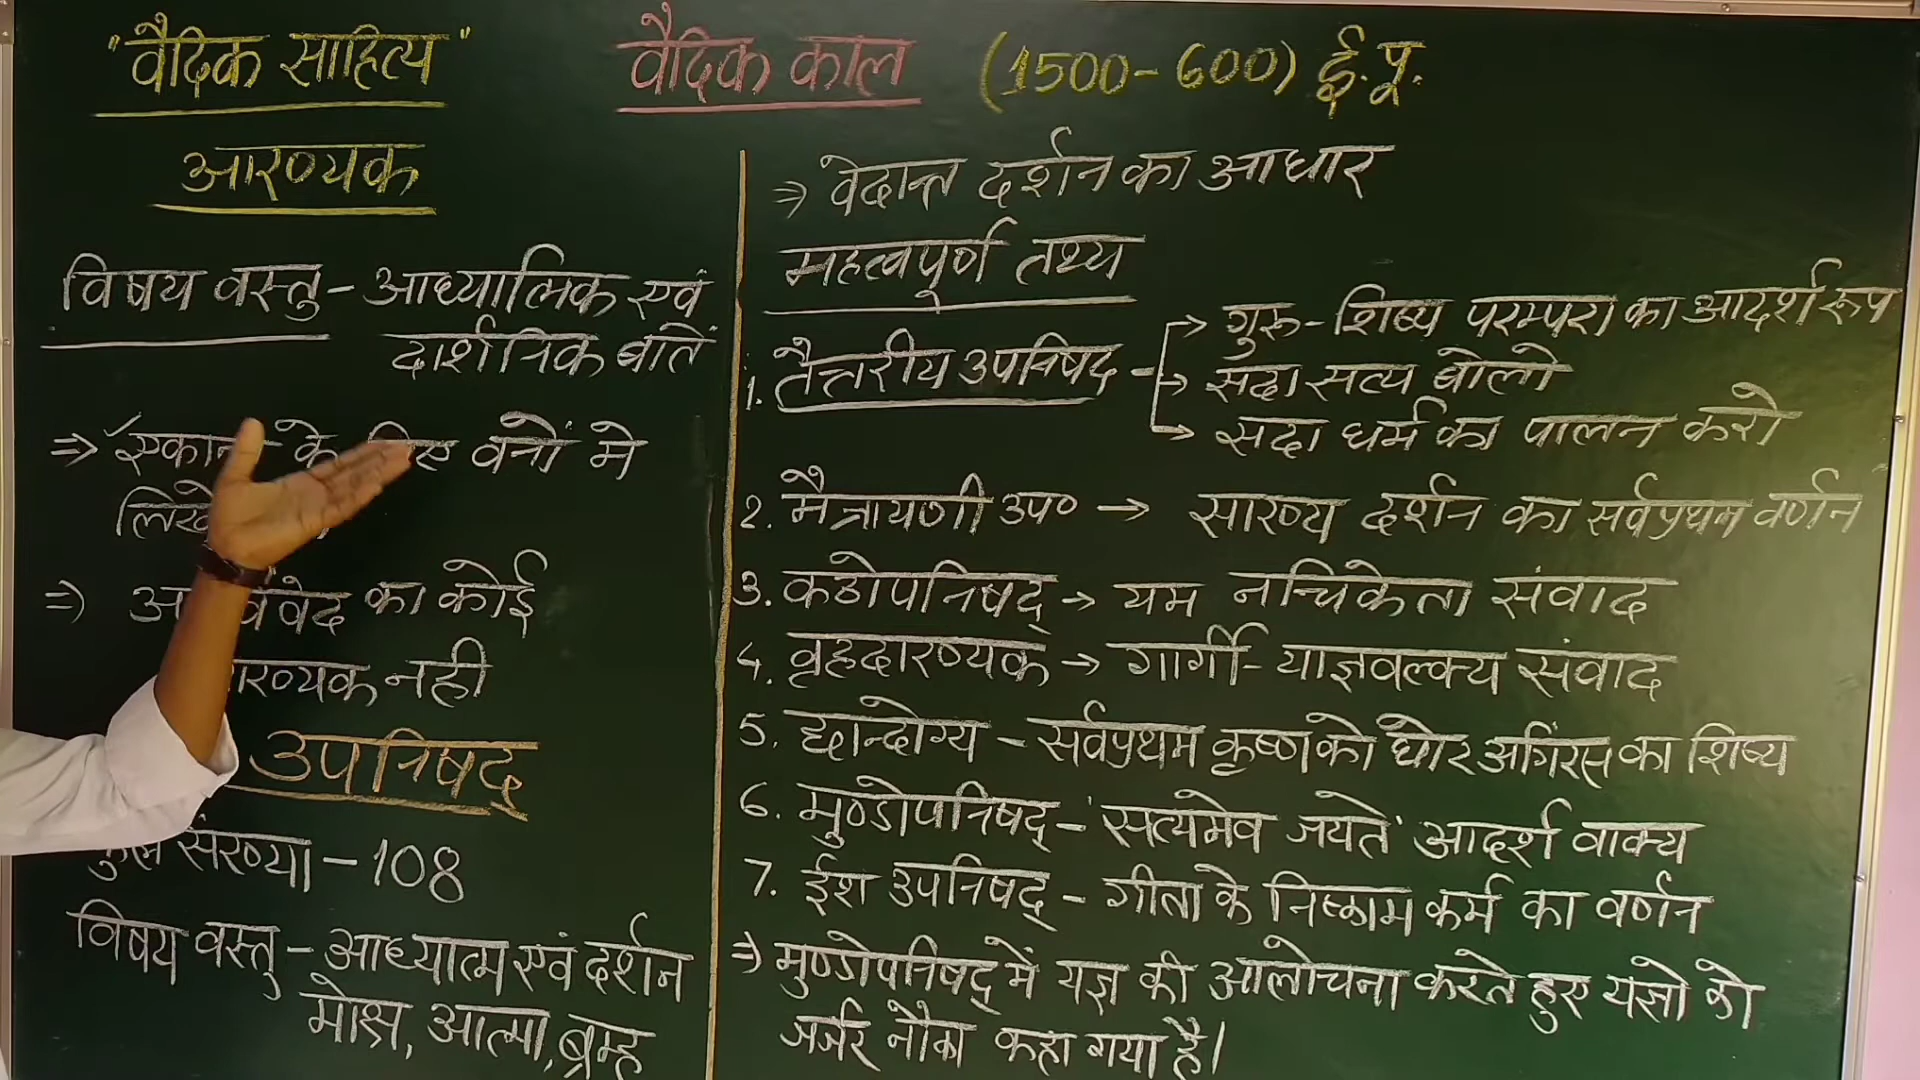 "वैदिक साहित्य"
वैदिक काल (1500-600) ई.पू.
आरण्यक
विषय वस्तु - आध्यात्मिक एवं
दार्शनिक बातें
⇒ के वनों मे
⇒ का कोई
नही
उपनिषद्
संख्या - 108
विषय वस्तु - आध्यात्म एवं दर्शन
मोक्ष, आत्मा, ब्रम्ह
⇒ वेदान्त दर्शन का आधार
महत्वपूर्ण तथ्य
1. तैत्तरीय उपनिषद -
→ गुरू-शिष्य परम्परा का आदर्श रूप
→ सदा सत्य बोलो
→ सदा धर्म का पालन करो
2. मैत्रायणी उप० → सांख्य दर्शन का सर्वप्रथम वर्णन
3. कठोपनिषद् → यम नचिकेता संवाद
4. वृहदारण्यक → गार्गी - याज्ञवल्क्य संवाद
5. छान्दोग्य - सर्वप्रथम कृष्ण को घोर अंगिरस का शिष्य
6. मुण्डोपनिषद् - 'सत्यमेव जयते' आदर्श वाक्य
7. ईश उपनिषद् - गीता के निष्काम कर्म का वर्णन
⇒ मुण्डोपनिषद् में यज्ञ की आलोचना करते हुए यज्ञो को
जर्जर नौका कहा गया है।